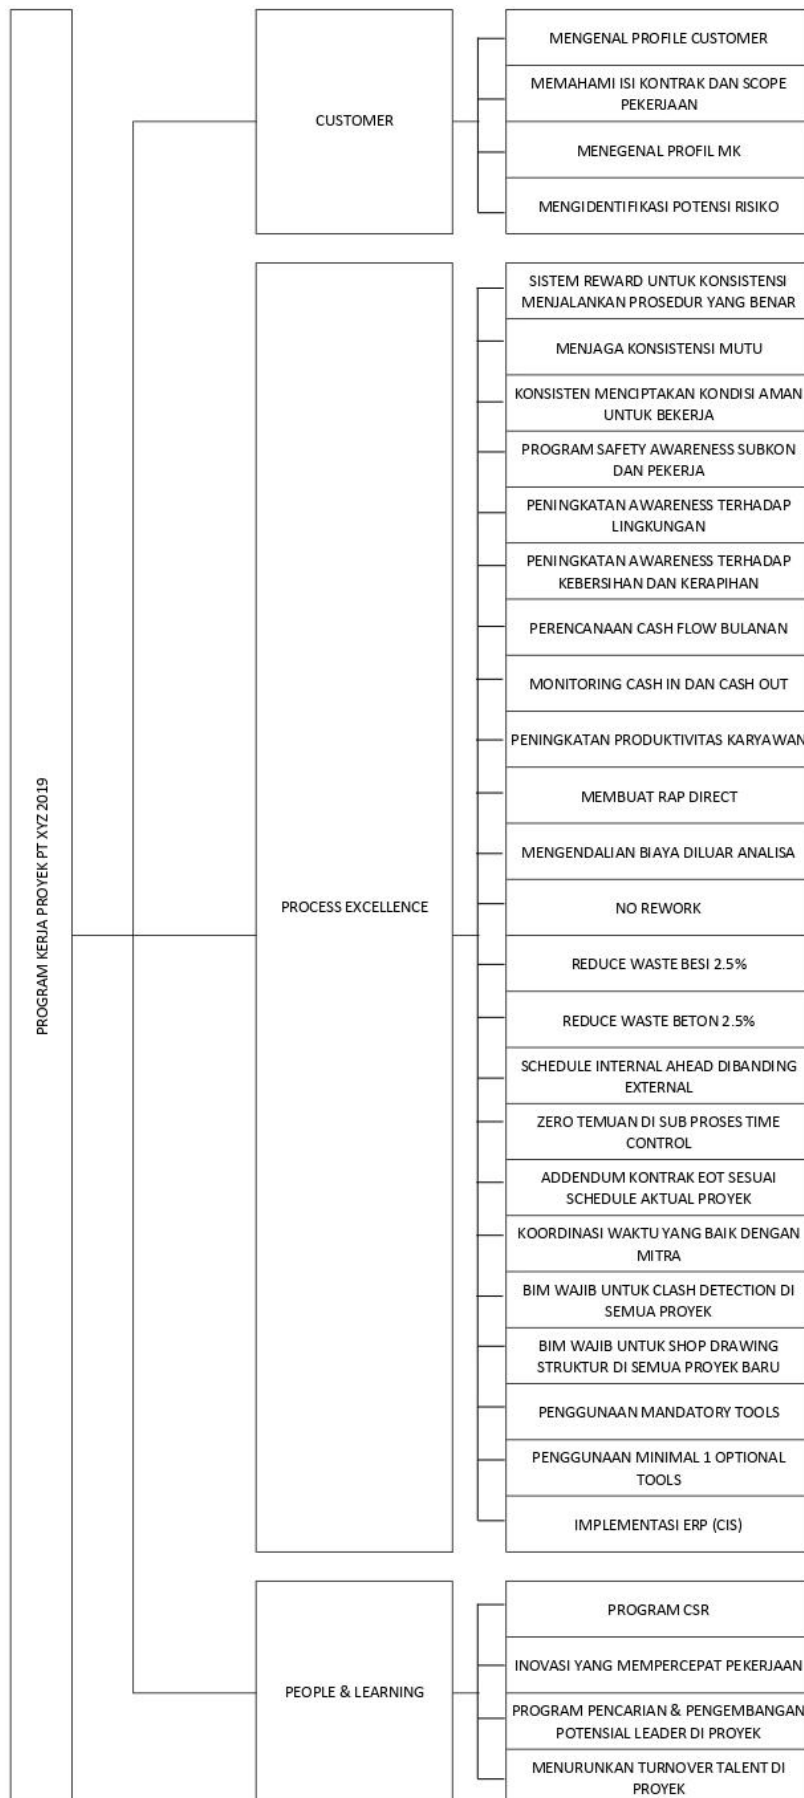 PROGRAM KERJA PROYEK PT XYZ 2019
CUSTOMER
MENGENAL PROFILE CUSTOMER
MEMAHAMI ISI KONTRAK DAN SCOPE
PEKERJAAN
MENEGENAL PROFIL MK
MENGIDENTIFIKASI POTENSI RISIKO
PROCESS EXCELLENCE
SISTEM REWARD UNTUK KONSISTENSI
MENJALANKAN PROSEDUR YANG BENAR
MENJAGA KONSISTENSI MUTU
KONSISTEN MENCIPTAKAN KONDISI AMAN
UNTUK BEKERJA
PROGRAM SAFETY AWARENESS SUBKON
DAN PEKERJA
PENINGKATAN AWARENESS TERHADAP
LINGKUNGAN
PENINGKATAN AWARENESS TERHADAP
KEBERSIHAN DAN KERAPIHAN
PERENCANAAN CASH FLOW BULANAN
MONITORING CASH IN DAN CASH OUT
PENINGKATAN PRODUKTIVITAS KARYAWAN
MEMBUAT RAP DIRECT
MENGENDALIAN BIAYA DILUAR ANALISA
NO REWORK
REDUCE WASTE BESI 2.5%
REDUCE WASTE BETON 2.5%
SCHEDULE INTERNAL AHEAD DIBANDING
EXTERNAL
ZERO TEMUAN DI SUB PROSES TIME
CONTROL
ADDENDUM KONTRAK EOT SESUAI
SCHEDULE AKTUAL PROYEK
KOORDINASI WAKTU YANG BAIK DENGAN
MITRA
BIM WAJIB UNTUK CLASH DETECTION DI
SEMUA PROYEK
BIM WAJIB UNTUK SHOP DRAWING
STRUKTUR DI SEMUA PROYEK BARU
PENGGUNAAN MANDATORY TOOLS
PENGGUNAAN MINIMAL 1 OPTIONAL
TOOLS
IMPLEMENTASI ERP (CIS)
PEOPLE & LEARNING
PROGRAM CSR
INOVASI YANG MEMPERCEPAT PEKERJAAN
PROGRAM PENCARIAN & PENGEMBANGAN
POTENSIAL LEADER DI PROYEK
MENURUNKAN TURNOVER TALENT DI
PROYEK